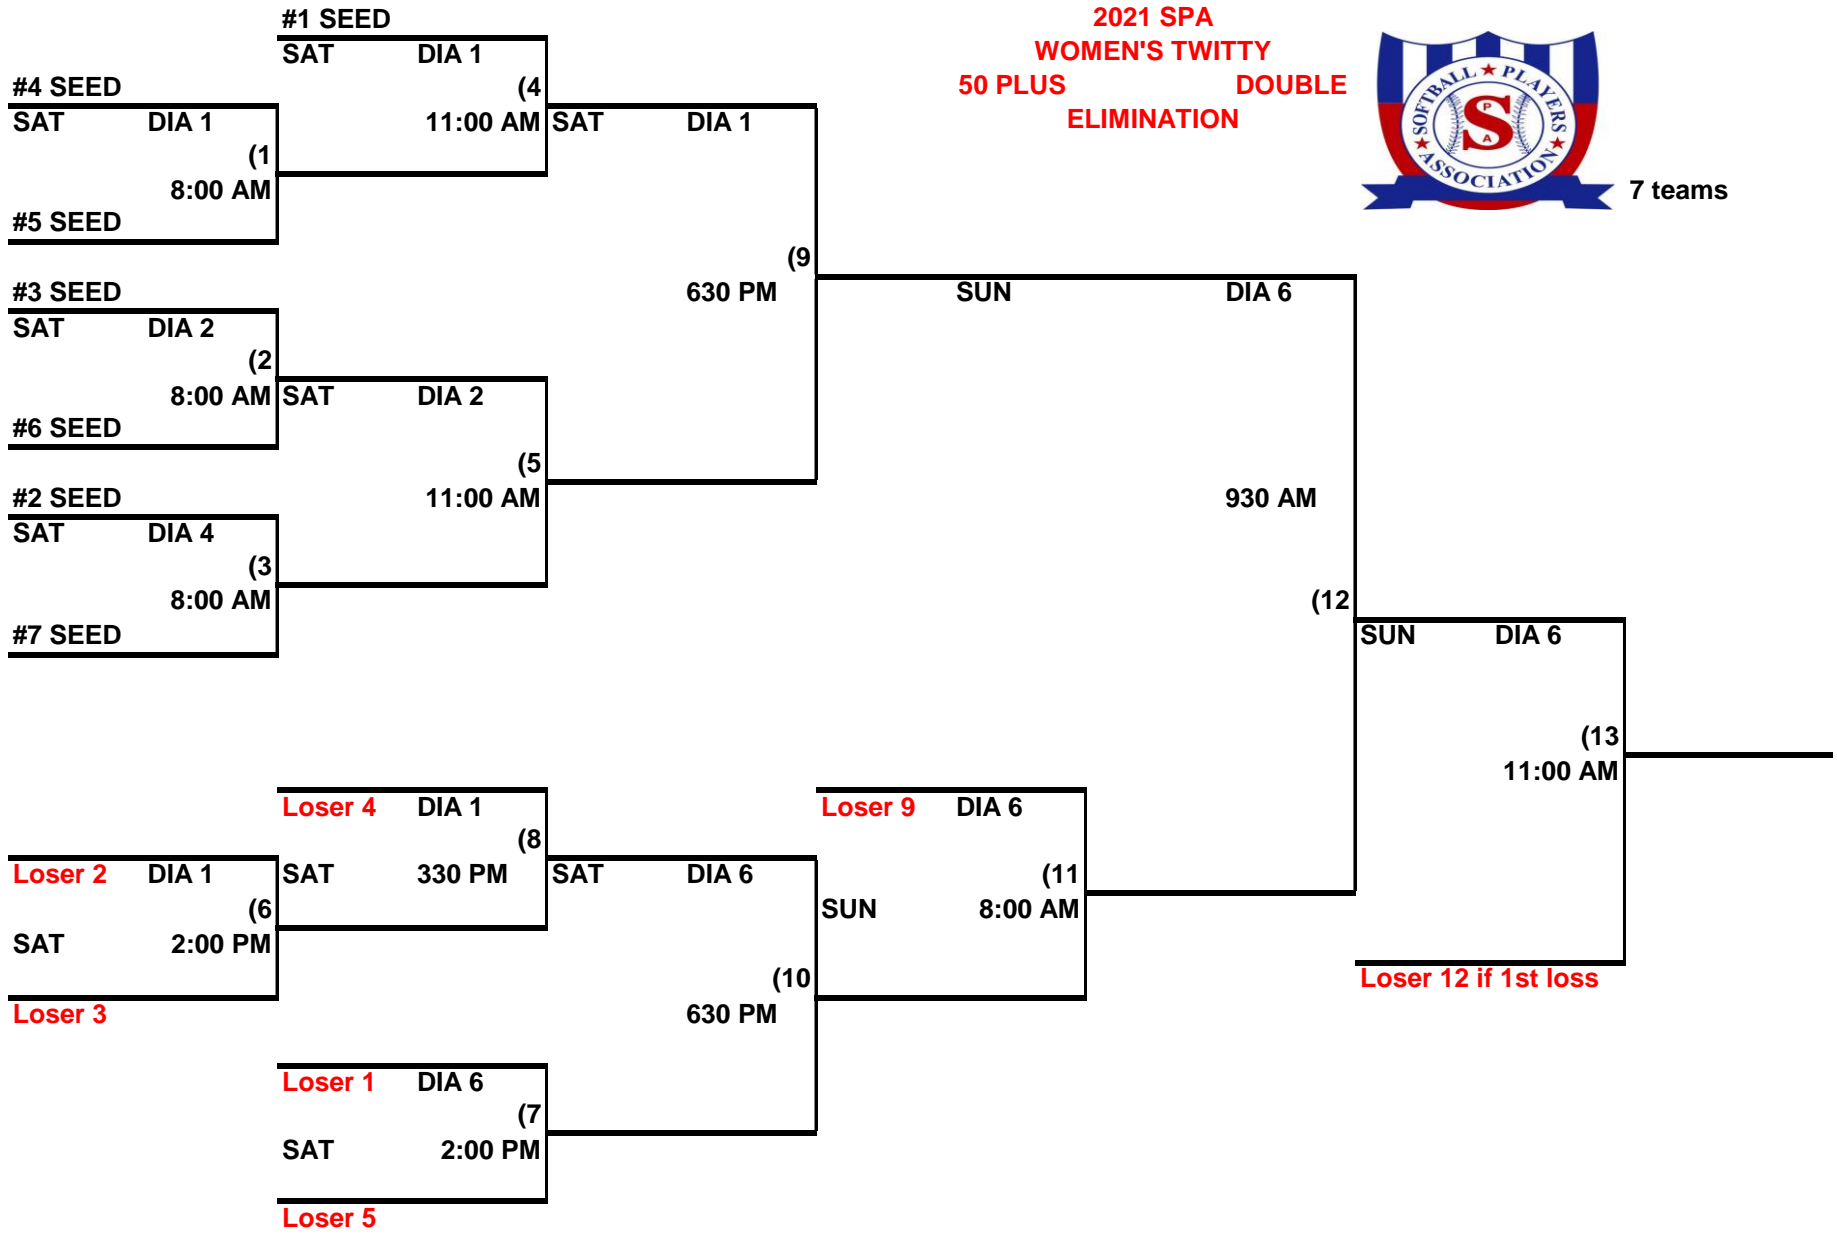 #1 SEED
2021 SPA
SAT DIA 1
WOMEN'S TWITTY
#4 SEED
(4
50 PLUS DOUBLE
SAT DIA 1
11:00 AM
SAT DIA 1
ELIMINATION
SOFTBALL ★ PLAYERS ★ ASSOCIATION ★
P
S
A
(1
8:00 AM
7 teams
#5 SEED
(9
#3 SEED
630 PM
SUN DIA 6
SAT DIA 2
(2
8:00 AM
SAT DIA 2
#6 SEED
(5
#2 SEED
11:00 AM
930 AM
SAT DIA 4
(3
8:00 AM
(12
#7 SEED
SUN DIA 6
(13
11:00 AM
Loser 4 DIA 1
Loser 9 DIA 6
(8
Loser 2 DIA 1
SAT 330 PM
SAT DIA 6
(11
(6
SUN 8:00 AM
SAT 2:00 PM
(10
Loser 12 if 1st loss
Loser 3
630 PM
Loser 1 DIA 6
(7
SAT 2:00 PM
Loser 5